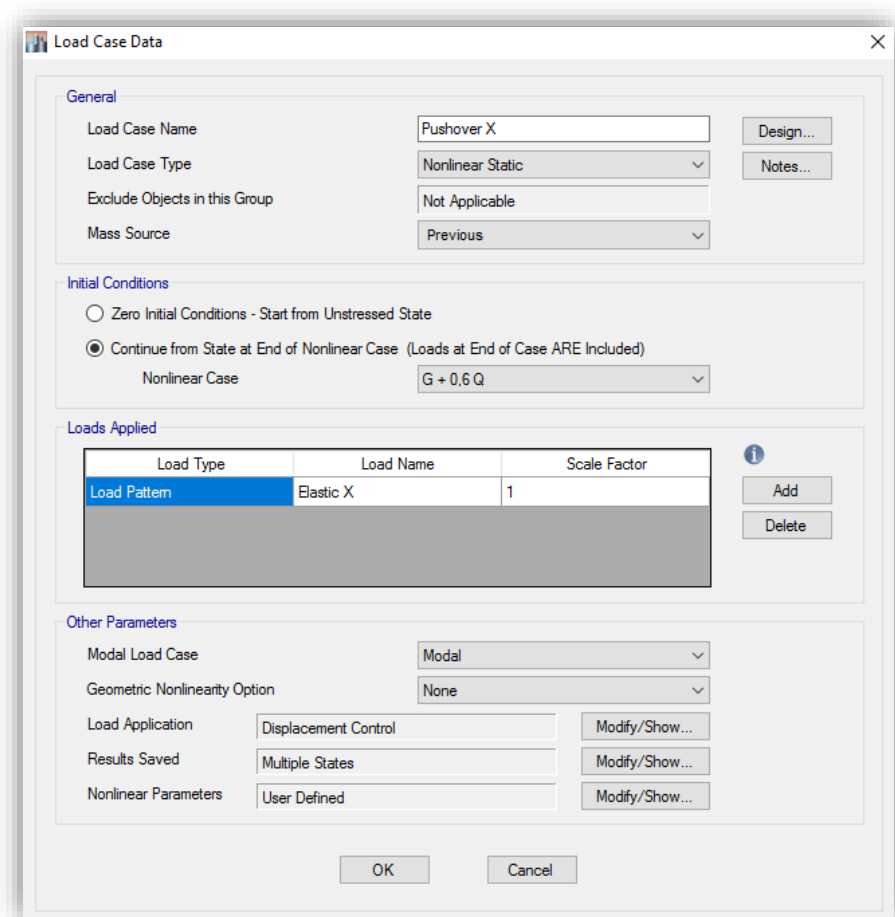 Load Case Data
General
Load Case Name Pushover X Design...
Load Case Type Nonlinear Static Notes...
Exclude Objects in this Group Not Applicable
Mass Source Previous
Initial Conditions
Zero Initial Conditions - Start from Unstressed State
Continue from State at End of Nonlinear Case (Loads at End of Case ARE Included)
Nonlinear Case G + 0,6 Q
Loads Applied
Load Type Load Name Scale Factor
Load Pattern Elastic X 1 Add
Delete
Other Parameters
Modal Load Case Modal
Geometric Nonlinearity Option None
Load Application Displacement Control Modify/Show...
Results Saved Multiple States Modify/Show...
Nonlinear Parameters User Defined Modify/Show...
OK Cancel